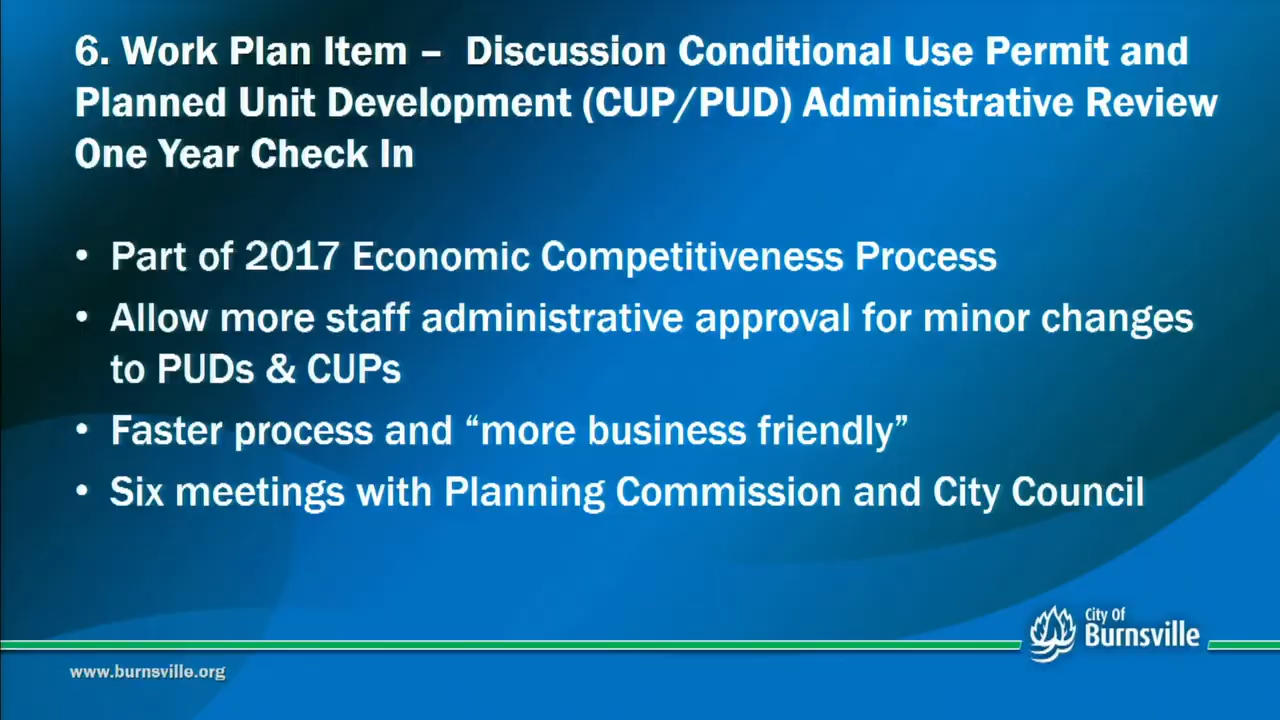 6. Work Plan Item – Discussion Conditional Use Permit and
Planned Unit Development (CUP/PUD) Administrative Review
One Year Check In
• Part of 2017 Economic Competitiveness Process
• Allow more staff administrative approval for minor changes
to PUDs & CUPs
• Faster process and “more business friendly”
• Six meetings with Planning Commission and City Council
City Of
Burnsville
www.burnsville.org